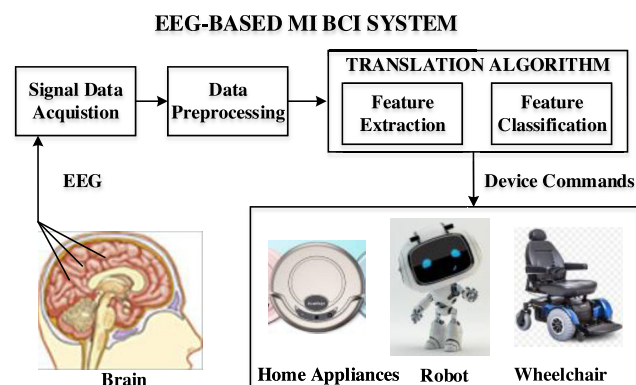 EEG-BASED MI BCI SYSTEM
Signal Data
Acquistion
Data
Preprocessing
TRANSLATION ALGORITHM
Feature
Extraction
Feature
Classification
EEG
Device Commands
Brain
Home Appliances
Robot
Wheelchair